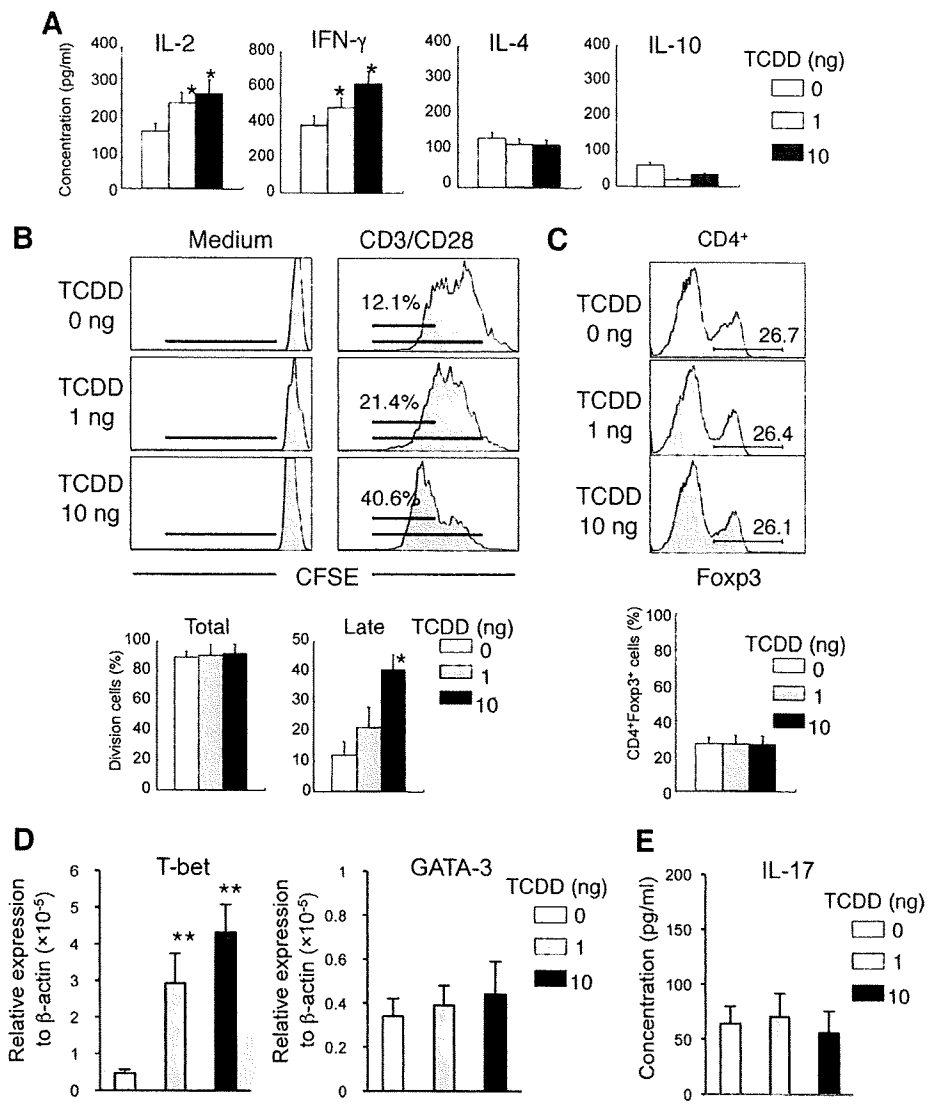 A
IL-2
IFN-γ
IL-4
IL-10
TCDD (ng)
Concentration (pg/ml)
400
300
200
100
0
800
600
400
200
0
400
300
200
100
0
400
300
200
100
0
*
*
*
*
0
1
10
B
Medium
CD3/CD28
TCDD
0 ng
12.1%
TCDD
1 ng
21.4%
TCDD
10 ng
40.6%
CFSE
Total
Late
TCDD (ng)
Division cells (%)
100
80
60
40
20
0
50
40
30
20
10
0
*
0
1
10
C
CD4+
TCDD
0 ng
26.7
TCDD
1 ng
26.4
TCDD
10 ng
26.1
Foxp3
CD4+Foxp3+ cells (%)
100
80
60
40
20
0
TCDD (ng)
0
1
10
D
T-bet
Relative expression
to β-actin (×10-5)
6
5
4
3
2
1
0
**
**
GATA-3
Relative expression
to β-actin (×10-5)
1
0.8
0.6
0.4
0.2
0
TCDD (ng)
0
1
10
E
IL-17
Concentration (pg/ml)
200
150
100
50
0
TCDD (ng)
0
1
10